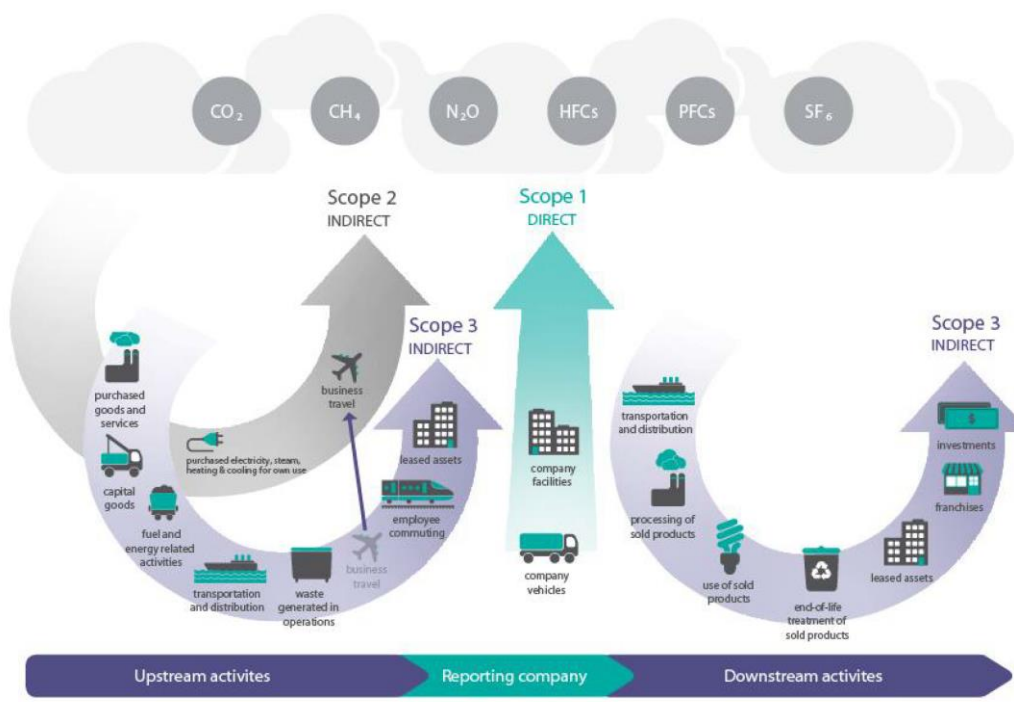 CO₂
CH₄
N₂O
HFCs
PFCs
SF₆
Scope 2
INDIRECT
Scope 1
DIRECT
Scope 3
INDIRECT
Scope 3
INDIRECT
purchased
goods and
services
capital
goods
fuel and
energy related
activities
purchased electricity, steam,
heating & cooling for own use
transportation
and distribution
waste
generated in
operations
business
travel
business
travel
employee
commuting
leased assets
company
facilities
company
vehicles
transportation
and distribution
processing of
sold products
use of sold
products
end-of-life
treatment of
sold products
leased assets
franchises
investments
Upstream activites
Reporting company
Downstream activites